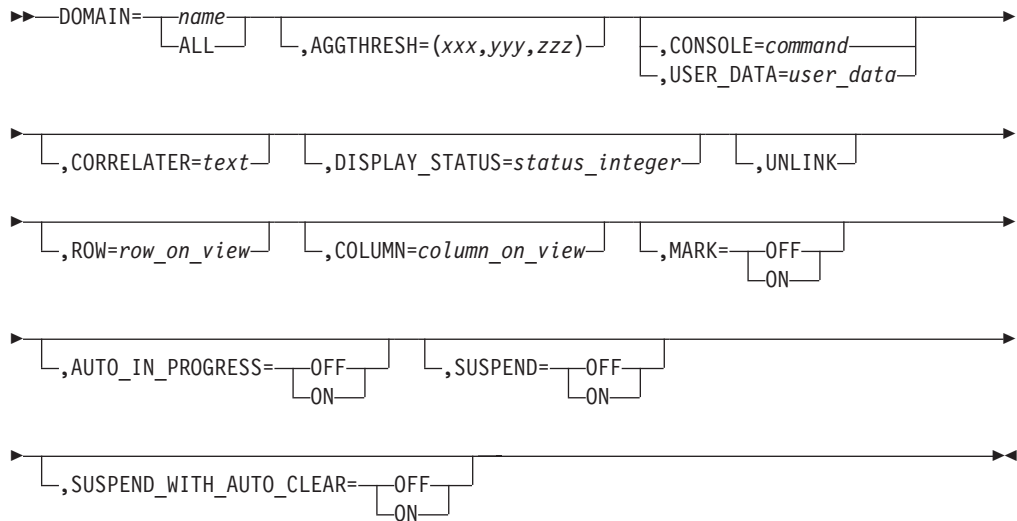 DOMAIN= name ,AGGTHRESH=(xxx,yyy,zzz) ,CONSOLE=command
ALL ,USER_DATA=user_data
,CORRELATER=text ,DISPLAY_STATUS=status_integer ,UNLINK
,ROW=row_on_view ,COLUMN=column_on_view ,MARK= OFF
ON
,AUTO_IN_PROGRESS= OFF ,SUSPEND= OFF
ON ON
,SUSPEND_WITH_AUTO_CLEAR= OFF
ON